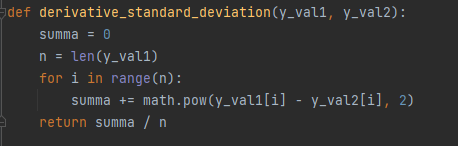 def derivative_standard_deviation(y_val1, y_val2):
    summa = 0
    n = len(y_val1)
    for i in range(n):
        summa += math.pow(y_val1[i] - y_val2[i], 2)
    return summa / n